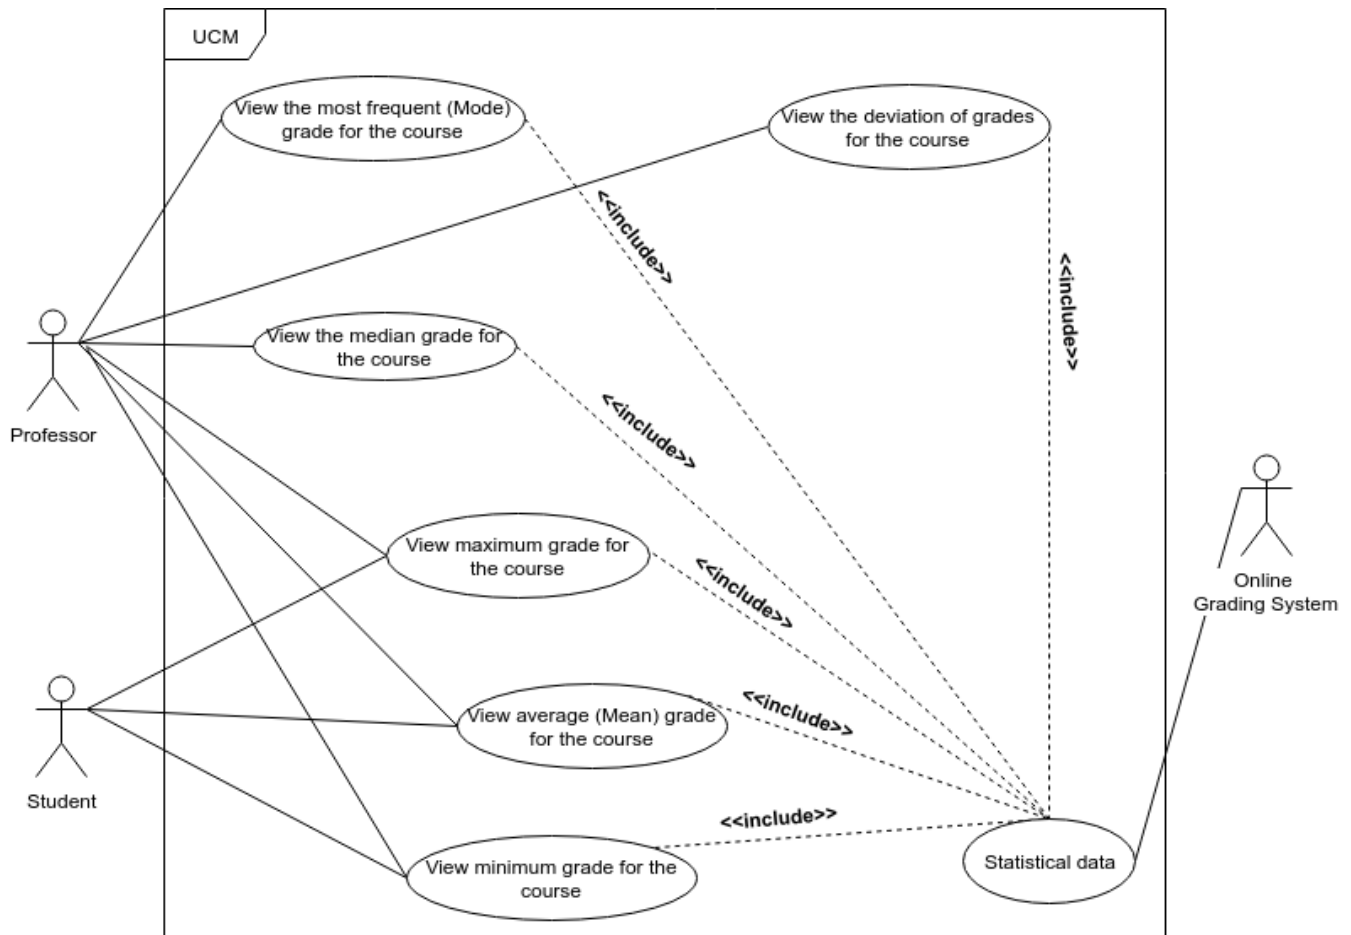 UCM
View the most frequent (Mode)
grade for the course
View the deviation of grades
for the course
<<include>>
<<include>>
View the median grade for
the course
<<include>>
Professor
View maximum grade for
the course
<<include>>
Online
Grading System
View average (Mean) grade
for the course
<<include>>
Student
<<include>>
View minimum grade for the
course
Statistical data